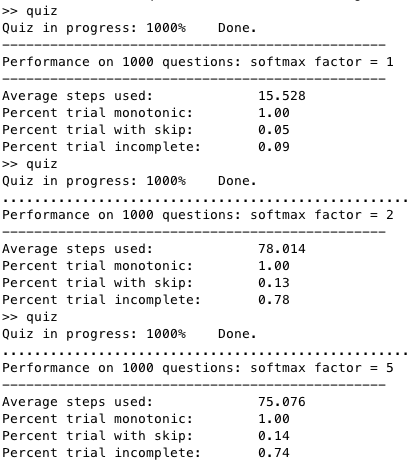 >> quiz
Quiz in progress: 1000%    Done.
------------------------------------------------
Performance on 1000 questions: softmax factor = 1
------------------------------------------------
Average steps used:             15.528
Percent trial monotonic:        1.00
Percent trial with skip:        0.05
Percent trial incomplete:       0.09
>> quiz
Quiz in progress: 1000%    Done.
...................................................
Performance on 1000 questions: softmax factor = 2
------------------------------------------------
Average steps used:             78.014
Percent trial monotonic:        1.00
Percent trial with skip:        0.13
Percent trial incomplete:       0.78
>> quiz
Quiz in progress: 1000%    Done.
...................................................
Performance on 1000 questions: softmax factor = 5
------------------------------------------------
Average steps used:             75.076
Percent trial monotonic:        1.00
Percent trial with skip:        0.14
Percent trial incomplete:       0.74